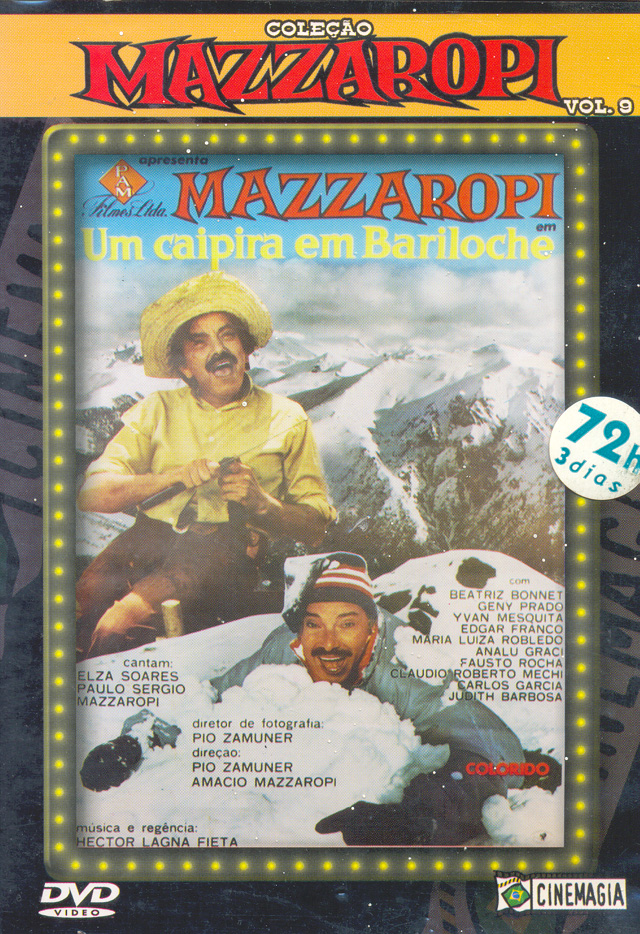 COLEÇÃO
MAZZAROPI
VOL. 9
PAM
Filmes Ltda.
apresenta
MAZZAROPI
em
Um caipira em Bariloche
72H
3 dias
com
BEATRIZ BONNET
GENY PRADO
YVAN MESQUITA
EDGAR FRANCO
MARIA LUIZA ROBLEDO
ANALU GRACI
FAUSTO ROCHA
CLAUDIO ROBERTO MECHI
CARLOS GARCIA
JUDITH BARBOSA
cantam:
ELZA SOARES
PAULO SERGIO
MAZZAROPI
diretor de fotografia:
PIO ZAMUNER
direção:
PIO ZAMUNER
AMACIO MAZZAROPI
COLORIDO
música e regência:
HECTOR LAGNA FIETA
DVD
VIDEO
CINEMAGIA